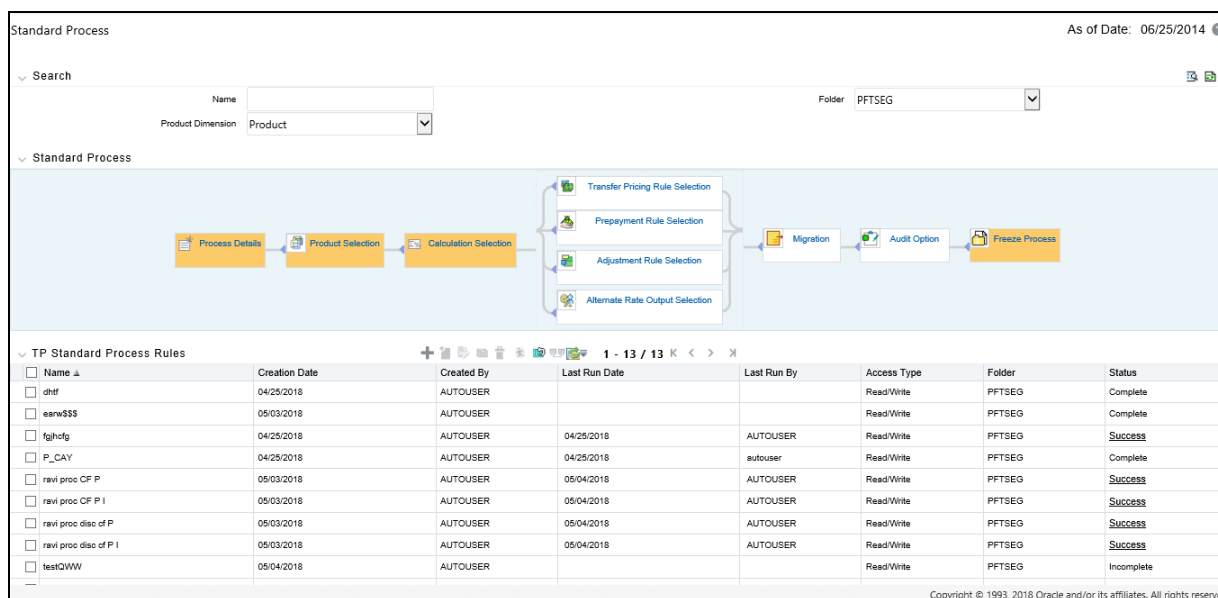 Standard Process
As of Date: 06/25/2014
Search
Name
Folder PFTSEG
Product Dimension Product
Standard Process
Transfer Pricing Rule Selection
Prepayment Rule Selection
Process Details Product Selection Calculation Selection Migration Audit Option Freeze Process
Adjustment Rule Selection
Alternate Rate Output Selection
TP Standard Process Rules 1 - 13 / 13
Name Creation Date Created By Last Run Date Last Run By Access Type Folder Status
dhtf 04/25/2018 AUTOUSER Read/Write PFTSEG Complete
earw$$$ 05/03/2018 AUTOUSER Read/Write PFTSEG Complete
fgjhcfg 04/25/2018 AUTOUSER 04/25/2018 AUTOUSER Read/Write PFTSEG Success
P_CAY 04/25/2018 AUTOUSER 04/25/2018 autouser Read/Write PFTSEG Complete
ravi proc CF P 05/03/2018 AUTOUSER 05/04/2018 AUTOUSER Read/Write PFTSEG Success
ravi proc CF P I 05/03/2018 AUTOUSER 05/04/2018 AUTOUSER Read/Write PFTSEG Success
ravi proc disc cf P 05/03/2018 AUTOUSER 05/04/2018 AUTOUSER Read/Write PFTSEG Success
ravi proc disc cf P I 05/03/2018 AUTOUSER 05/04/2018 AUTOUSER Read/Write PFTSEG Success
testQWW 05/04/2018 AUTOUSER Read/Write PFTSEG Incomplete
Copyright © 1993, 2018 Oracle and/or its affiliates. All rights reserve